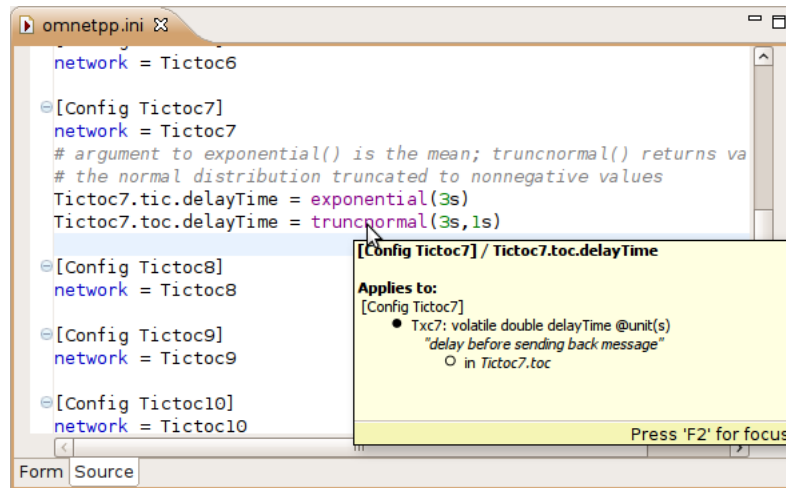 omnetpp.ini
network = Tictoc6
[Config Tictoc7]
network = Tictoc7
# argument to exponential() is the mean; truncnormal() returns va
# the normal distribution truncated to nonnegative values
Tictoc7.tic.delayTime = exponential(3s)
Tictoc7.toc.delayTime = truncnormal(3s,1s)
[Config Tictoc7] / Tictoc7.toc.delayTime
Applies to:
[Config Tictoc7]
Txc7: volatile double delayTime @unit(s)
"delay before sending back message"
in Tictoc7.toc
Press 'F2' for focus
[Config Tictoc8]
network = Tictoc8
[Config Tictoc9]
network = Tictoc9
[Config Tictoc10]
network = Tictoc10
Form Source